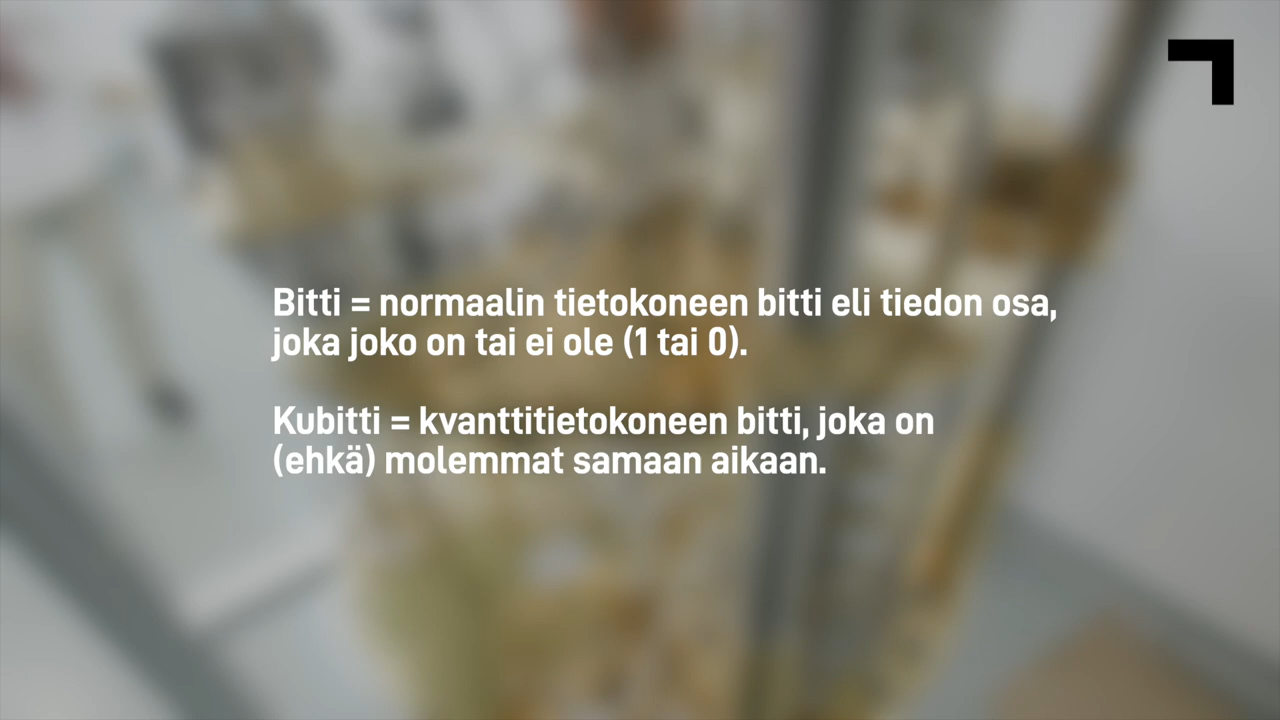 Bitti = normaalin tietokoneen bitti eli tiedon osa,
joka joko on tai ei ole (1 tai 0).
Kubitti = kvanttitietokoneen bitti, joka on
(ehkä) molemmat samaan aikaan.